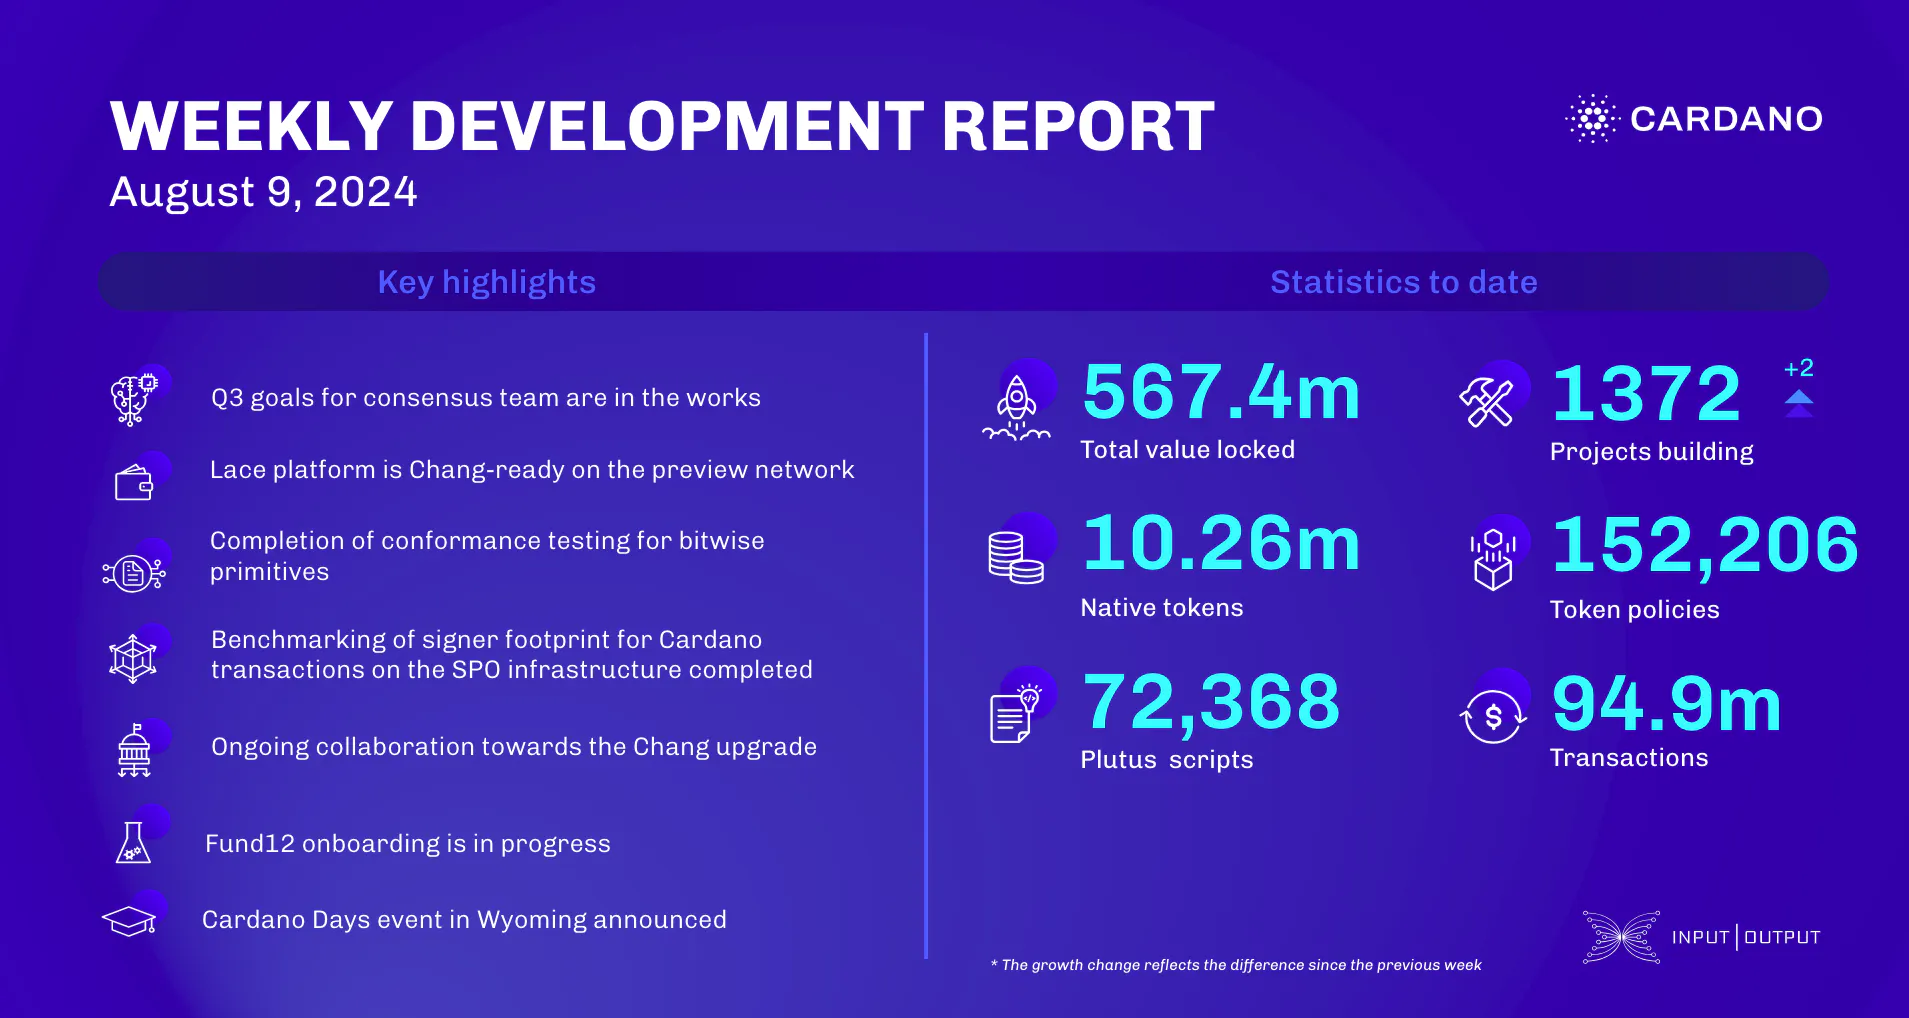 WEEKLY DEVELOPMENT REPORT
August 9, 2024
CARDANO
Key highlights
Q3 goals for consensus team are in the works
Lace platform is Chang-ready on the preview network
Completion of conformance testing for bitwise
primitives
Benchmarking of signer footprint for Cardano
transactions on the SPO infrastructure completed
Ongoing collaboration towards the Chang upgrade
Fund12 onboarding is in progress
Cardano Days event in Wyoming announced
Statistics to date
567.4m
Total value locked
1372
+2
Projects building
10.26m
Native tokens
152,206
Token policies
72,368
Plutus scripts
94.9m
Transactions
* The growth change reflects the difference since the previous week
INPUT | OUTPUT